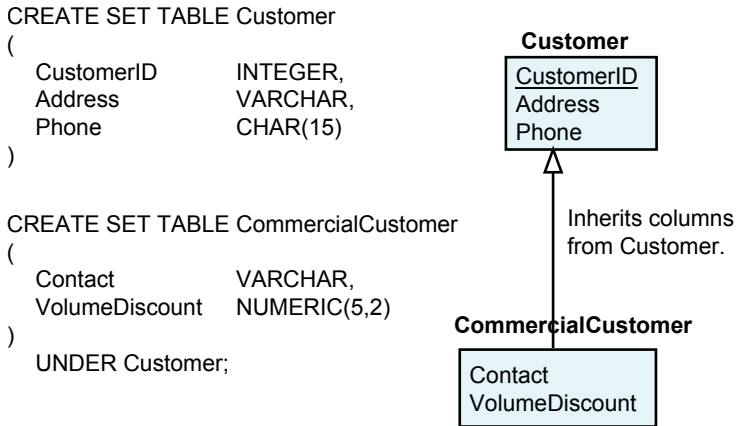 CREATE SET TABLE Customer
(
CustomerID INTEGER,
Address VARCHAR,
Phone CHAR(15)
)
CREATE SET TABLE CommercialCustomer
(
Contact VARCHAR,
VolumeDiscount NUMERIC(5,2)
)
UNDER Customer;
Customer
CustomerID
Address
Phone
Inherits columns
from Customer.
CommercialCustomer
Contact
VolumeDiscount